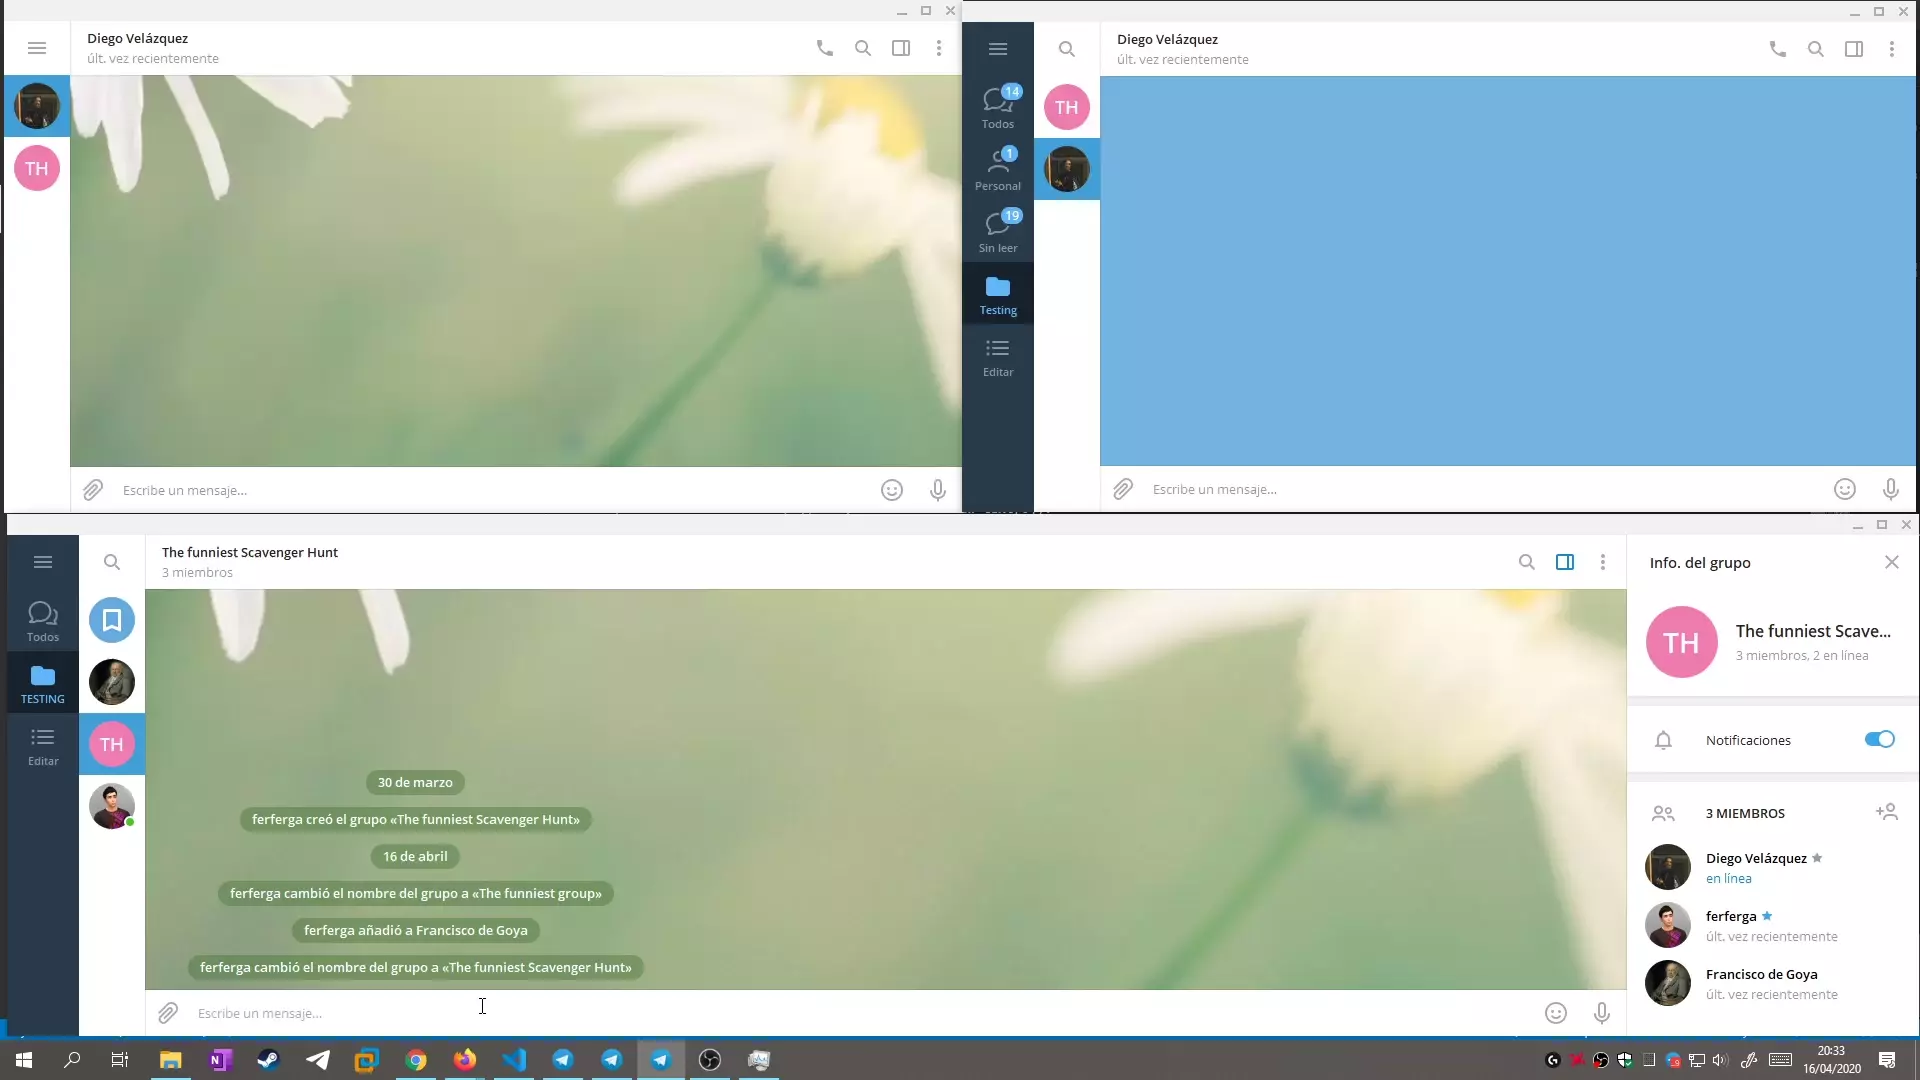 Diego Velázquez
últ. vez recientemente
TH
Escribe un mensaje...
Diego Velázquez
últ. vez recientemente
14
Todos
1
Personal
19
Sin leer
Testing
Editar
TH
Escribe un mensaje...
The funniest Scavenger Hunt
3 miembros
Todos
TESTING
Editar
TH
30 de marzo
ferferga creó el grupo «The funniest Scavenger Hunt»
16 de abril
ferferga cambió el nombre del grupo a «The funniest group»
ferferga añadió a Francisco de Goya
ferferga cambió el nombre del grupo a «The funniest Scavenger Hunt»
Escribe un mensaje...
Info. del grupo
TH
The funniest Scave...
3 miembros, 2 en línea
Notificaciones
3 MIEMBROS
Diego Velázquez
en línea
ferferga
últ. vez recientemente
Francisco de Goya
últ. vez recientemente
20:33
16/04/2020